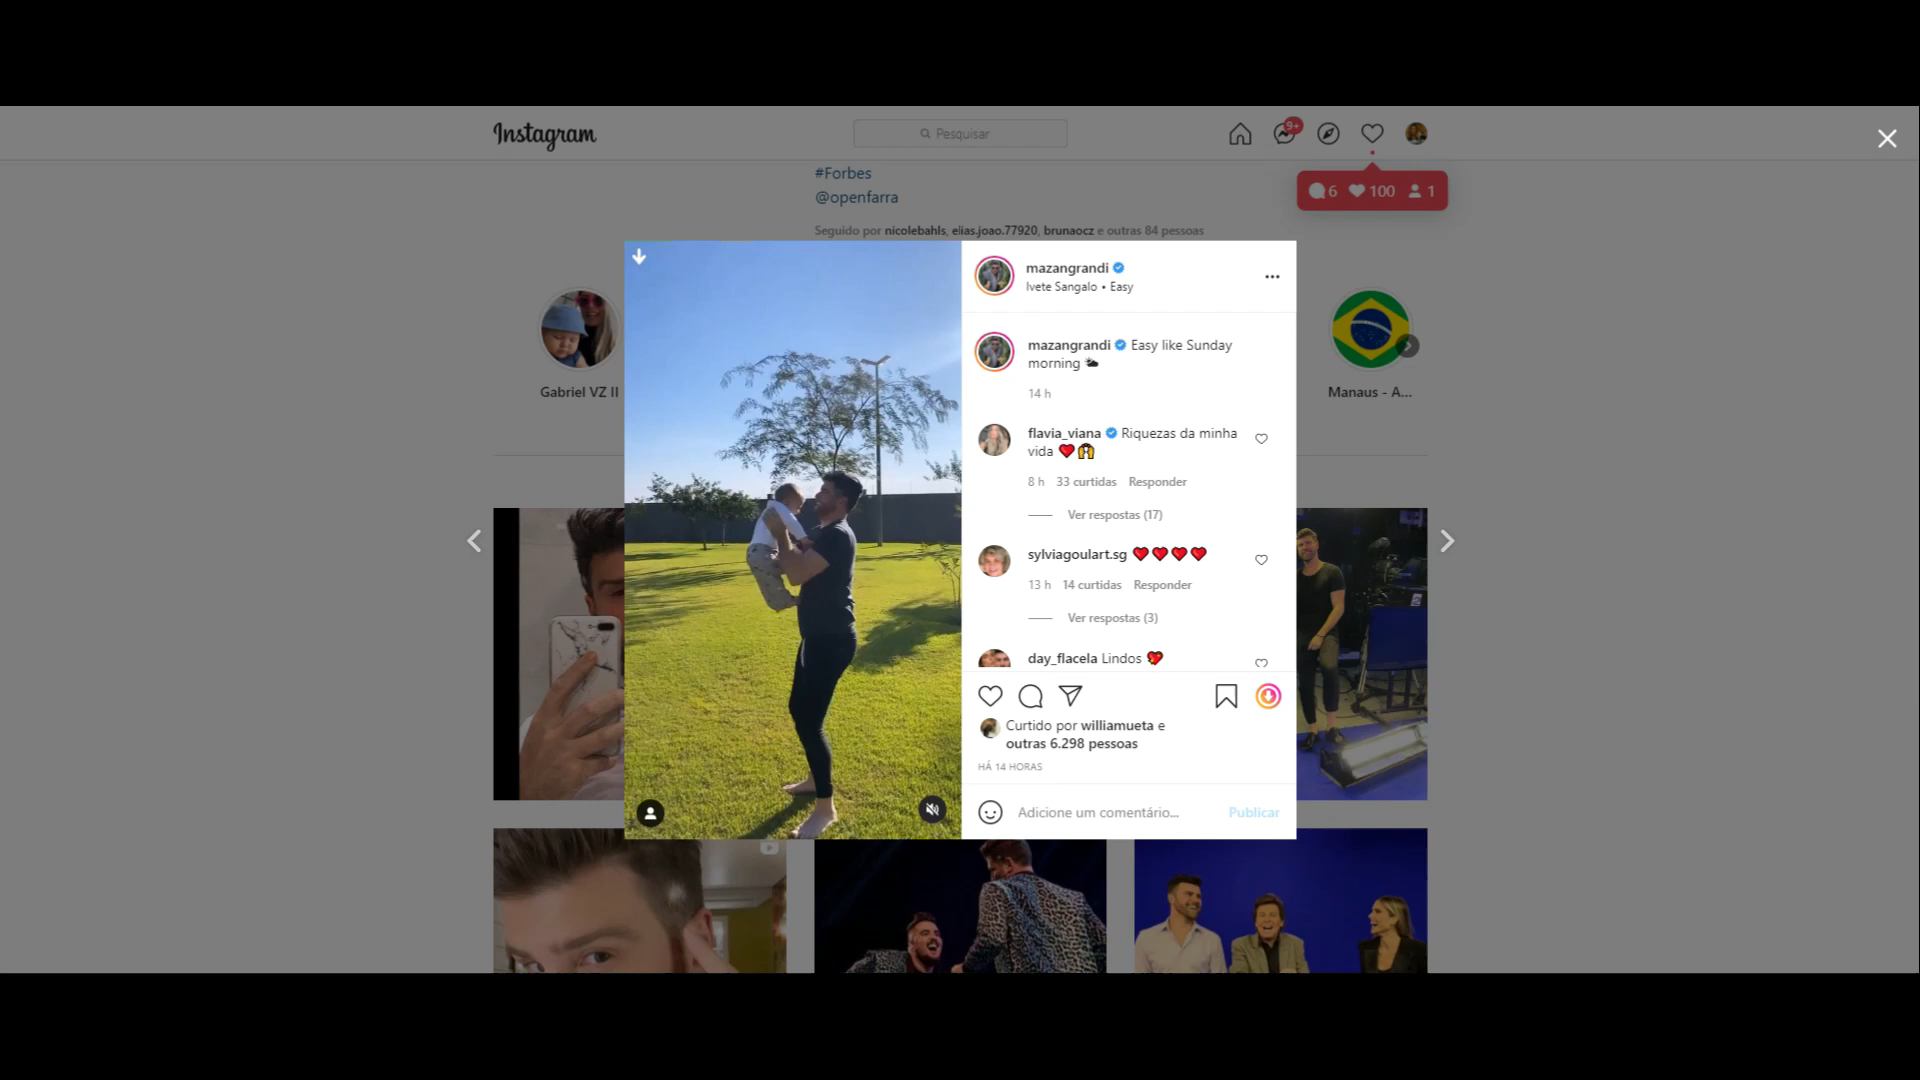 Instagram
Pesquisar
9+
#Forbes
@openfarra
6 100 1
Seguido por nicolebahls, elias.joao.77920, brunaocz e outras 84 pessoas
Gabriel VZ II
Manaus - A...
mazangrandi
Ivete Sangalo • Easy
mazangrandi Easy like Sunday
morning 🌥
14 h
flavia_viana Riquezas da minha
vida ❤️🙌
8 h 33 curtidas Responder
Ver respostas (17)
sylviagoulart.sg ❤️❤️❤️❤️
13 h 14 curtidas Responder
Ver respostas (3)
day_flacela Lindos 💖
Curtido por williamueta e
outras 6.298 pessoas
HÁ 14 HORAS
Adicione um comentário... Publicar